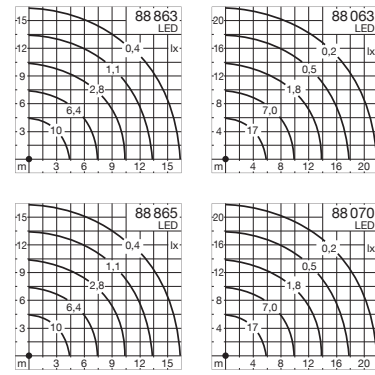 15 88 863
LED
0,4
lx
12
1,1
9
2,8
6
6,4
3
10
m 3 6 9 12 15
20 88 063
LED
0,2
lx
16
0,5
12
1,8
8
7,0
4
17
m 4 8 12 16 20
15 88 865
LED
0,4
lx
12
1,1
9
2,8
6
6,4
3
10
m 3 6 9 12 15
20 88 070
LED
0,2
lx
16
0,5
12
1,8
8
7,0
4
17
m 4 8 12 16 20